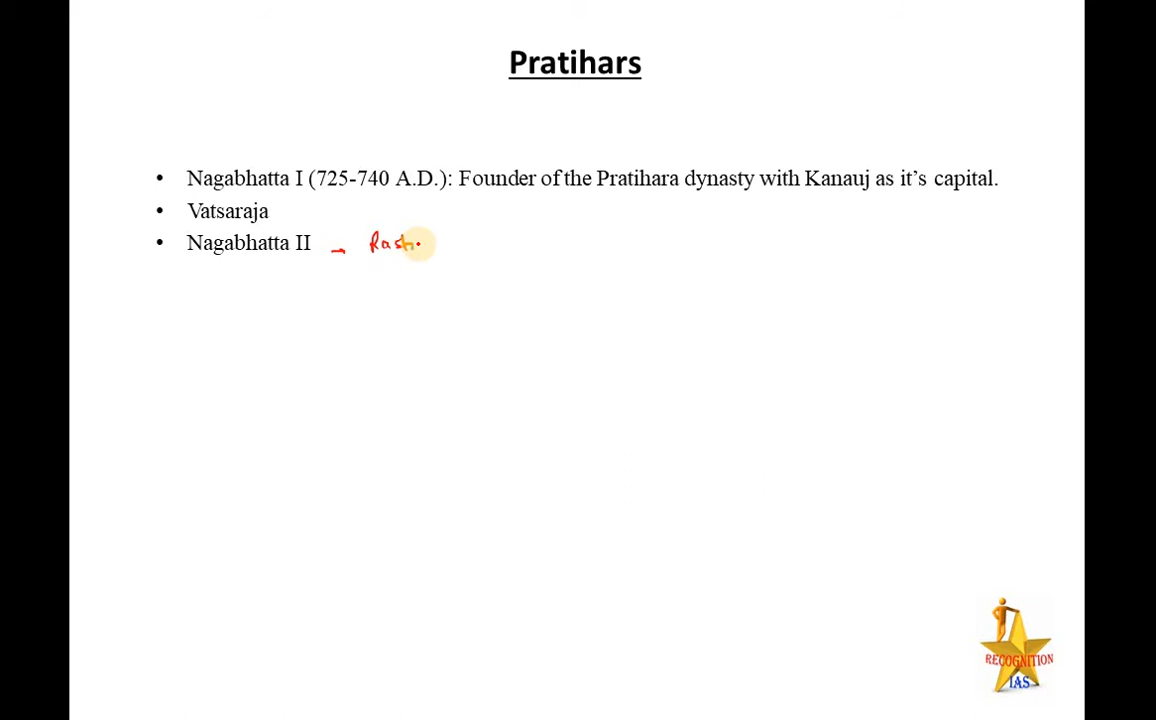 Pratihars
• Nagabhatta I (725-740 A.D.): Founder of the Pratihara dynasty with Kanauj as it's capital.
• Vatsaraja
• Nagabhatta II - Rast
RECOGNITION
IAS